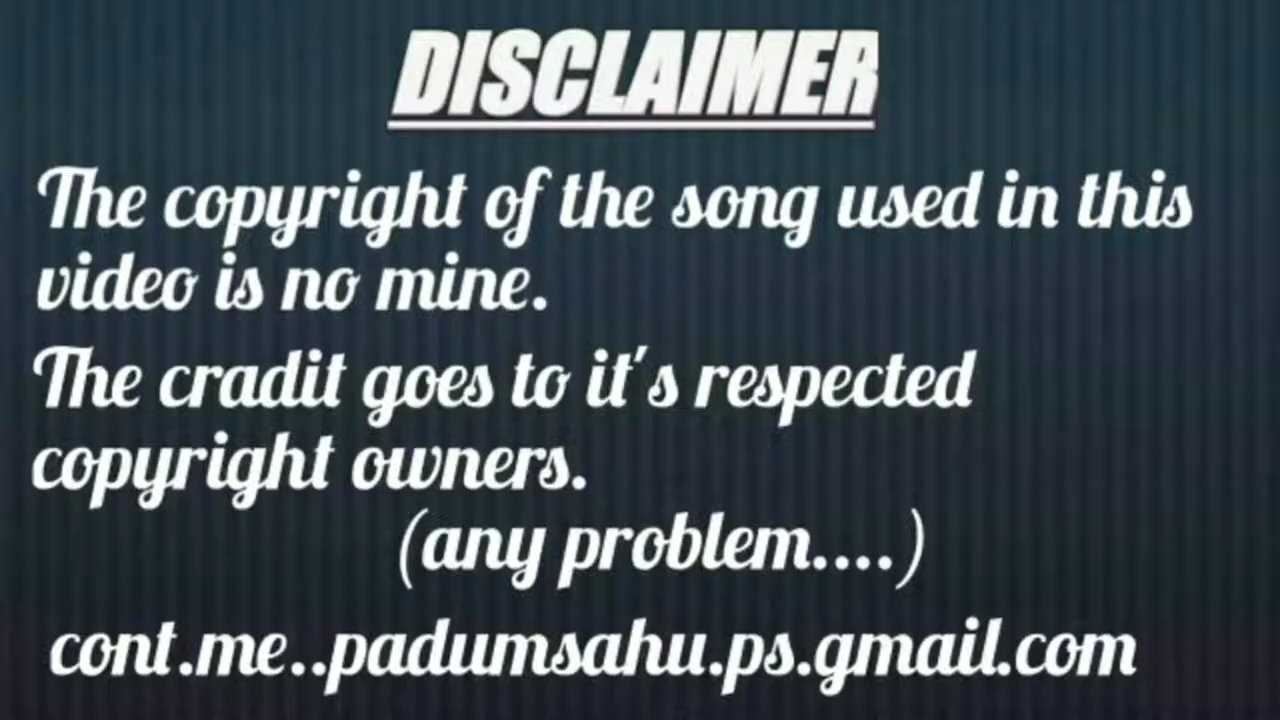 DISCLAIMER
The copyright of the song used in this
video is no mine.
The cradit goes to it's respected
copyright owners.
(any problem....)
cont.me..padumsahu.ps.gmail.com